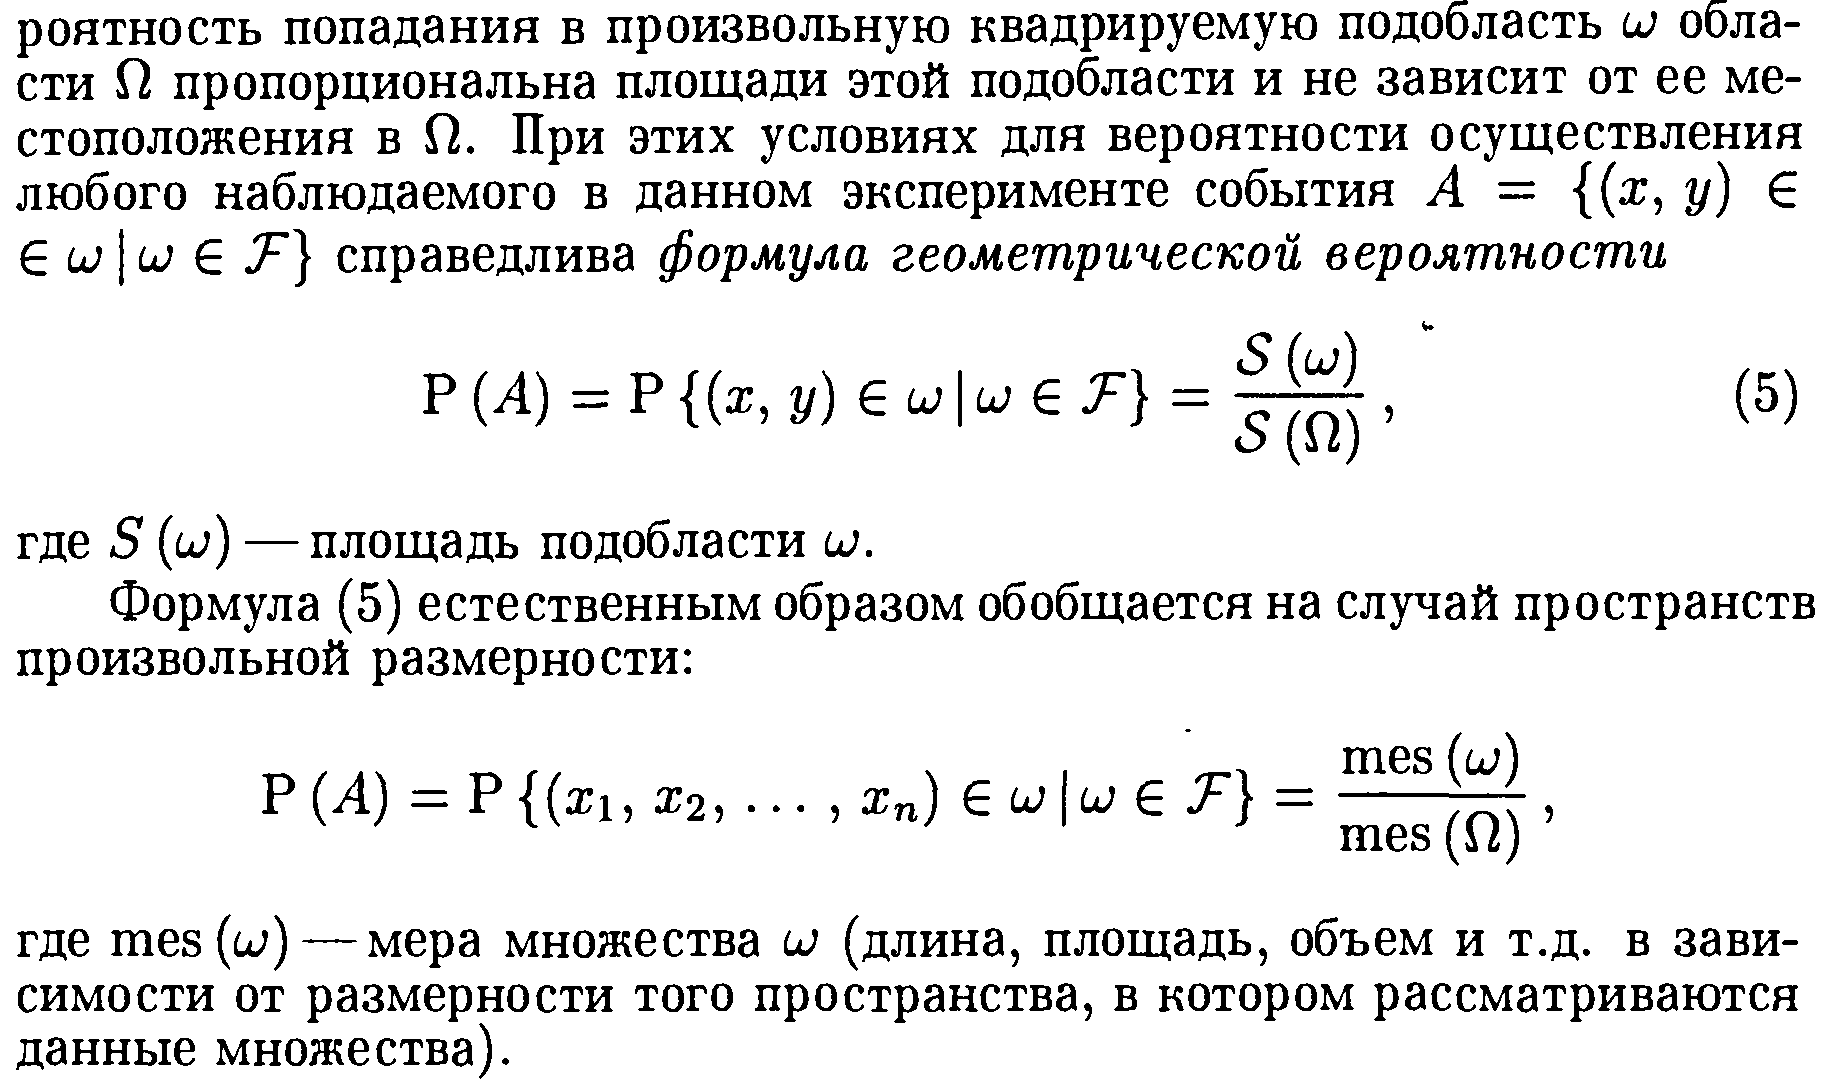 роятность попадания в произвольную квадрируемую подобласть ω обла-
сти Ω пропорциональна площади этой подобласти и не зависит от ее ме-
стоположения в Ω. При этих условиях для вероятности осуществления
любого наблюдаемого в данном эксперименте события A = {(x, y) ∈
∈ ω | ω ∈ ℱ} справедлива формула геометрической вероятности
P (A) = P {(x, y) ∈ ω | ω ∈ ℱ} = S (ω) / S (Ω) , (5)
где S (ω) — площадь подобласти ω.
Формула (5) естественным образом обобщается на случай пространств
произвольной размерности:
P (A) = P {(x₁, x₂, ... , xₙ) ∈ ω | ω ∈ ℱ} = mes (ω) / mes (Ω) ,
где mes (ω) — мера множества ω (длина, площадь, объем и т.д. в зави-
симости от размерности того пространства, в котором рассматриваются
данные множества).